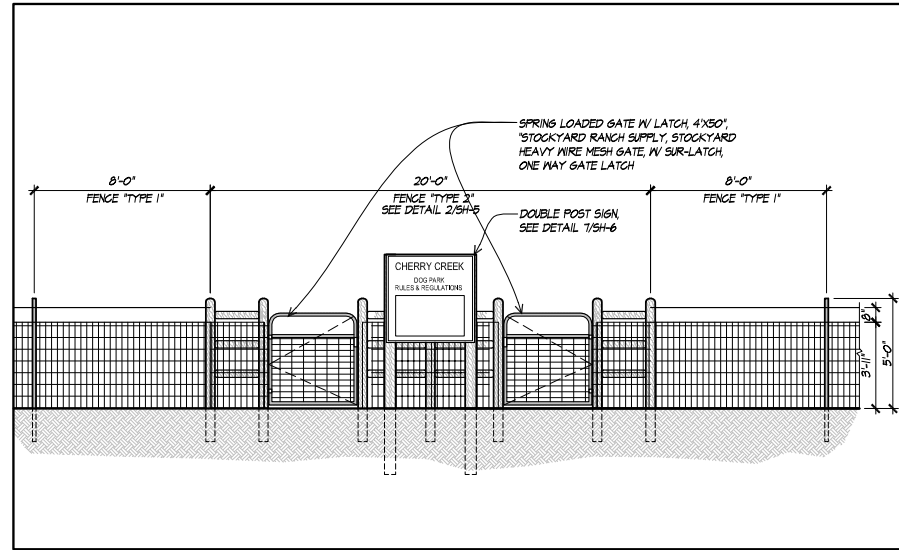 SPRING LOADED GATE W/ LATCH, 4'X50",
"STOCKYARD RANCH SUPPLY, STOCKYARD
HEAVY WIRE MESH GATE, W/ SUR-LATCH,
ONE WAY GATE LATCH
8'-0"
FENCE "TYPE 1"
20'-0"
FENCE "TYPE 2"
SEE DETAIL 2/SH-5
8'-0"
FENCE "TYPE 1"
DOUBLE POST SIGN,
SEE DETAIL 7/SH-6
CHERRY CREEK
DOG PARK
RULES & REGULATIONS
8"
3'-11"
5'-0"